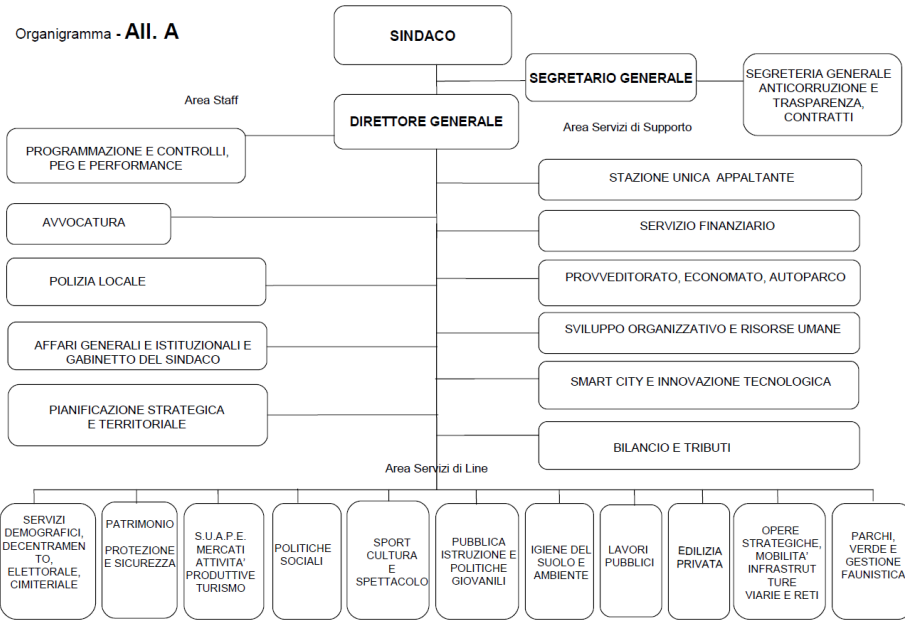 Organigramma - All. A
SINDACO
SEGRETARIO GENERALE
SEGRETERIA GENERALE
ANTICORRUZIONE E
TRASPARENZA,
CONTRATTI
Area Staff
DIRETTORE GENERALE
Area Servizi di Supporto
PROGRAMMAZIONE E CONTROLLI,
PEG E PERFORMANCE
STAZIONE UNICA APPALTANTE
AVVOCATURA
SERVIZIO FINANZIARIO
POLIZIA LOCALE
PROVVEDITORATO, ECONOMATO, AUTOPARCO
AFFARI GENERALI E ISTITUZIONALI E
GABINETTO DEL SINDACO
SVILUPPO ORGANIZZATIVO E RISORSE UMANE
SMART CITY E INNOVAZIONE TECNOLOGICA
PIANIFICAZIONE STRATEGICA
E TERRITORIALE
BILANCIO E TRIBUTI
Area Servizi di Line
SERVIZI
DEMOGRAFICI,
DECENTRAME
NTO,
ELETTORALE,
CIMITERIALE
PATRIMONIO
PROTEZIONE
E SICUREZZA
S.U.A.P.E.
MERCATI
ATTIVITA'
PRODUTTIVE
TURISMO
POLITICHE
SOCIALI
SPORT
CULTURA
E
SPETTACOLO
PUBBLICA
ISTRUZIONE E
POLITICHE
GIOVANILI
IGIENE DEL
SUOLO E
AMBIENTE
LAVORI
PUBBLICI
EDILIZIA
PRIVATA
OPERE
STRATEGICHE,
MOBILITA'
INFRASTRUT
TURE
VIARIE E RETI
PARCHI,
VERDE E
GESTIONE
FAUNISTICA